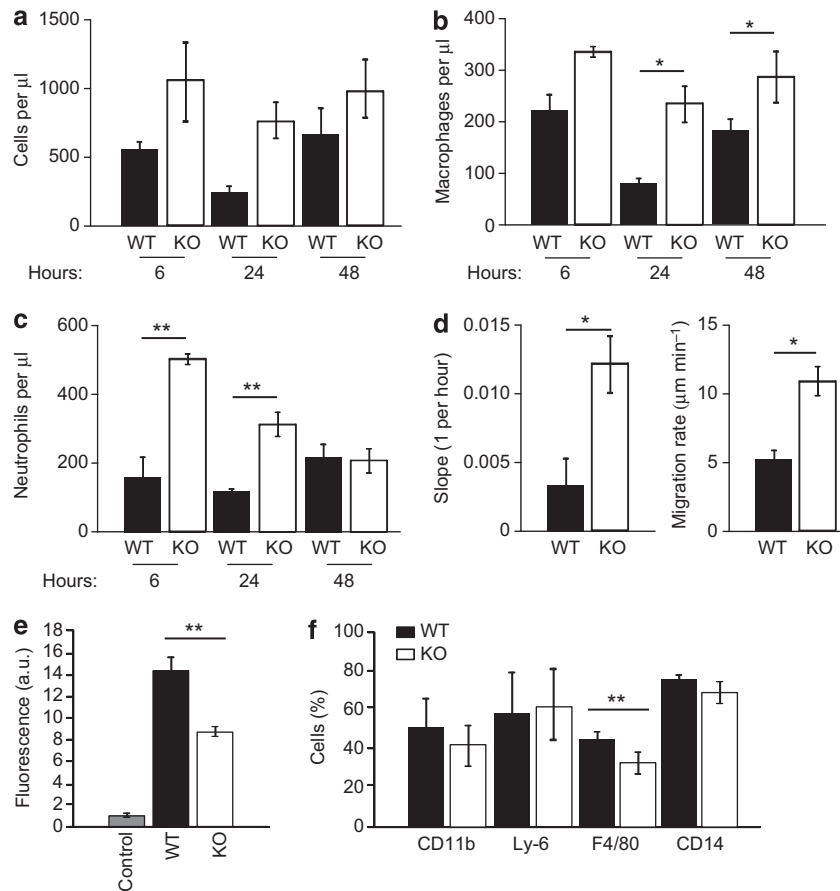 a
1500
1000
500
0
Cells per µl
WT KO WT KO WT KO
Hours: 6 24 48
b
400
300
200
100
0
Macrophages per µl
* *
WT KO WT KO WT KO
Hours: 6 24 48
c
600
400
200
0
Neutrophils per µl
** **
WT KO WT KO WT KO
Hours: 6 24 48
d
0.015
0.010
0.005
0
Slope (1 per hour)
*
WT KO
15
10
5
0
Migration rate (µm min⁻¹)
*
WT KO
e
18
16
14
12
10
8
6
4
2
0
Fluorescence (a.u.)
**
Control WT KO
f
100
80
60
40
20
0
Cells (%)
WT
KO
**
CD11b Ly-6 F4/80 CD14